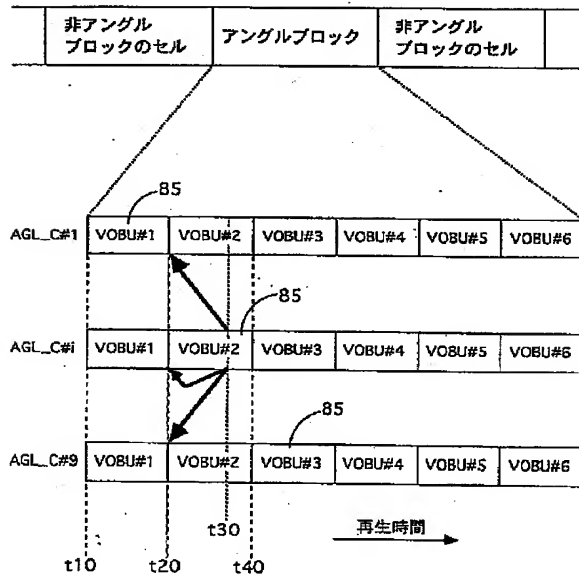 非アングル
ブロックのセル
アングルブロック
非アングル
ブロックのセル
85
AGL_C#1 VOBU#1 VOBU#2 VOBU#3 VOBU#4 VOBU#5 VOBU#6
85
AGL_C#i VOBU#1 VOBU#2 VOBU#3 VOBU#4 VOBU#5 VOBU#6
85
AGL_C#9 VOBU#1 VOBU#2 VOBU#3 VOBU#4 VOBU#5 VOBU#6
t30
再生時間
t10 t20 t40